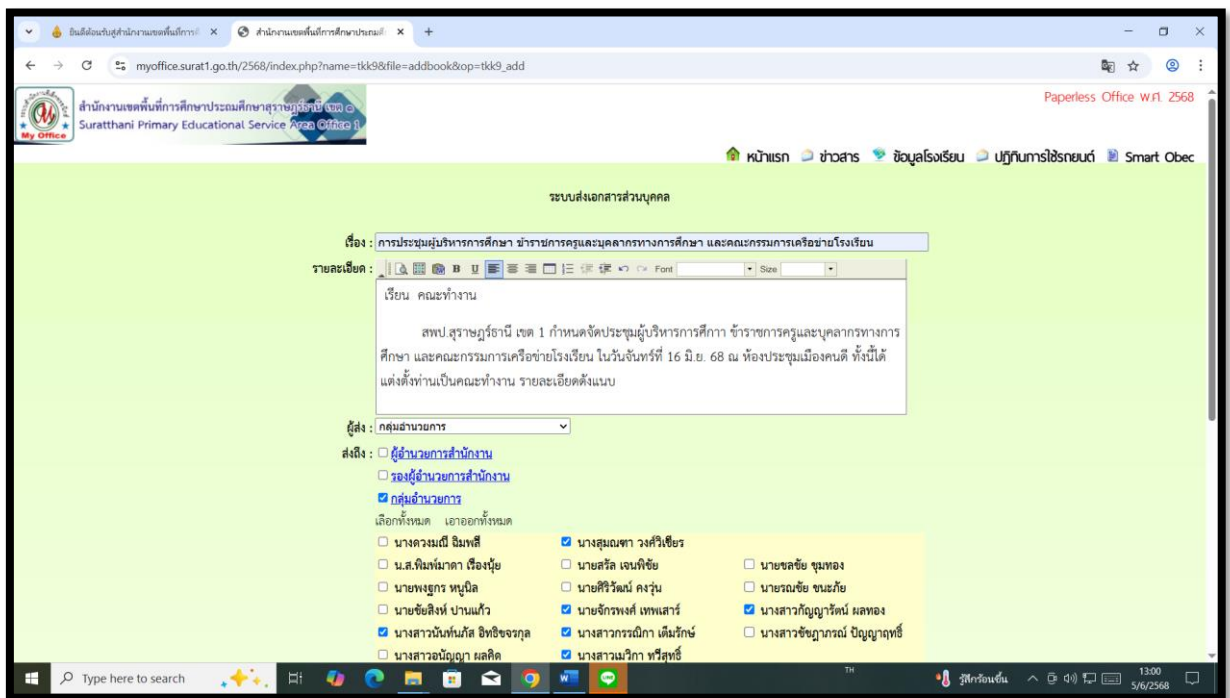 ยินดีต้อนรับสู่สำนักงานเขตพื้นที่การ
สำนักงานเขตพื้นที่การศึกษาประถมศึ
myoffice.surat1.go.th/2568/index.php?name=tkk9&file=addbook&op=tkk9_add
My Office
สำนักงานเขตพื้นที่การศึกษาประถมศึกษาสุราษฎร์ธานี เขต ๑
Suratthani Primary Educational Service Area Office 1
Paperless Office พ.ศ. 2568
หน้าแรก ข่าวสาร ข้อมูลโรงเรียน ปฏิทินการใช้รถยนต์ Smart Obec
ระบบส่งเอกสารส่วนบุคคล
เรื่อง : การประชุมผู้บริหารการศึกษา ข้าราชการครูและบุคลากรทางการศึกษา และคณะกรรมการเครือข่ายโรงเรียน
รายละเอียด : B U Font Size
เรียน คณะทำงาน
สพป.สุราษฎร์ธานี เขต 1 กำหนดจัดประชุมผู้บริหารการศึกาา ข้าราชการครูและบุคลากรทางการ
ศึกษา และคณะกรรมการเครือข่ายโรงเรียน ในวันจันทร์ที่ 16 มิ.ย. 68 ณ ห้องประชุมเมืองคนดี ทั้งนี้ได้
แต่งตั้งท่านเป็นคณะทำงาน รายละเอียดดังแนบ
ผู้ส่ง : กลุ่มอำนวยการ
ส่งถึง : ผู้อำนวยการสำนักงาน
รองผู้อำนวยการสำนักงาน
กลุ่มอำนวยการ
เลือกทั้งหมด เอาออกทั้งหมด
นางดวงมณี ฉิมพลี นางสุมณฑา วงศ์วิเชียร
น.ส.พิมพ์มาดา เรืองนุ้ย นายสรัล เจนพิชัย นายชลชัย ชุมทอง
นายพงฐกร หนูนิล นายศิริวัฒน์ คงวุ่น นายรณชัย ชนะภัย
นายชัยสิงห์ ปานแก้ว นายจักรพงศ์ เทพเสาร์ นางสาวกัญญารัตน์ ผลทอง
นางสาวนันท์นภัส อิทธิขจรกุล นางสาวกรรณิกา เต็มรักษ์ นางสาวชัชฎาภรณ์ ปัญญาฤทธิ์
นางสาวอนัญญา ผลคิด นางสาวเมวิกา ทวีสุทธิ์
Type here to search
TH
รู้สึกร้อนขึ้น
13:00
5/6/2568